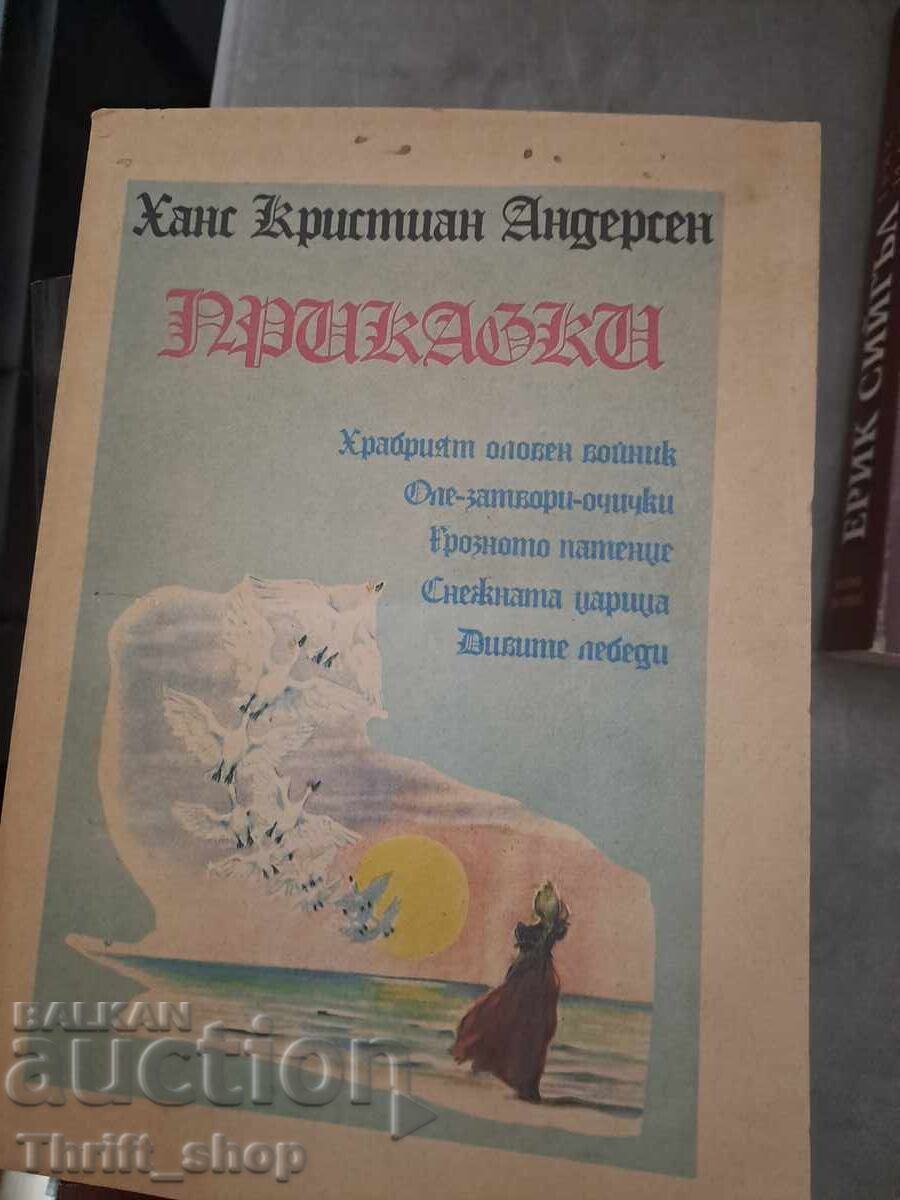 Ханс Кристиан Андерсен
ПРИКАЗКИ
Храбрият оловен войник
Оле-затвори-очички
Грозното патенце
Снежната царица
Дивите лебеди
ЕРИК СИЙГЪЛ
BALKAN
auction
Thrift_shop